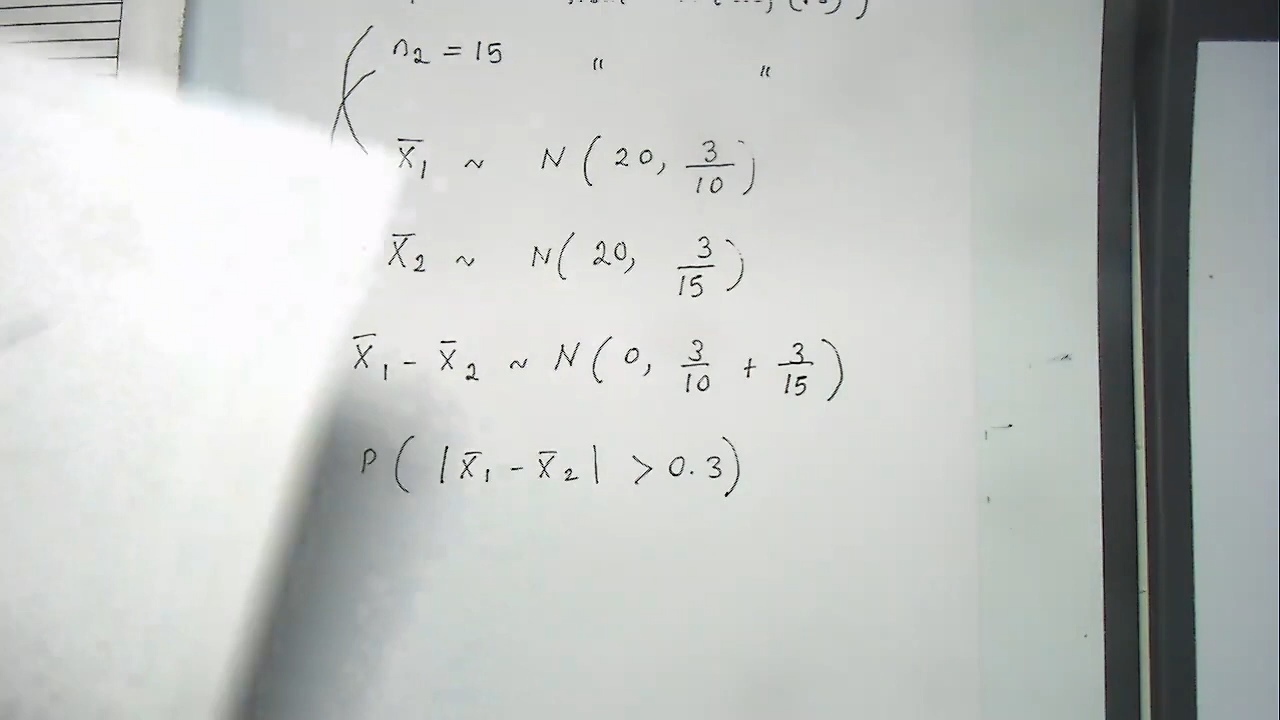 n₂ = 15 " "
X̄₁ ~ N(20, 3/10)
X̄₂ ~ N(20, 3/15)
X̄₁ - X̄₂ ~ N(0, 3/10 + 3/15)
P(|X̄₁ - X̄₂| > 0.3)